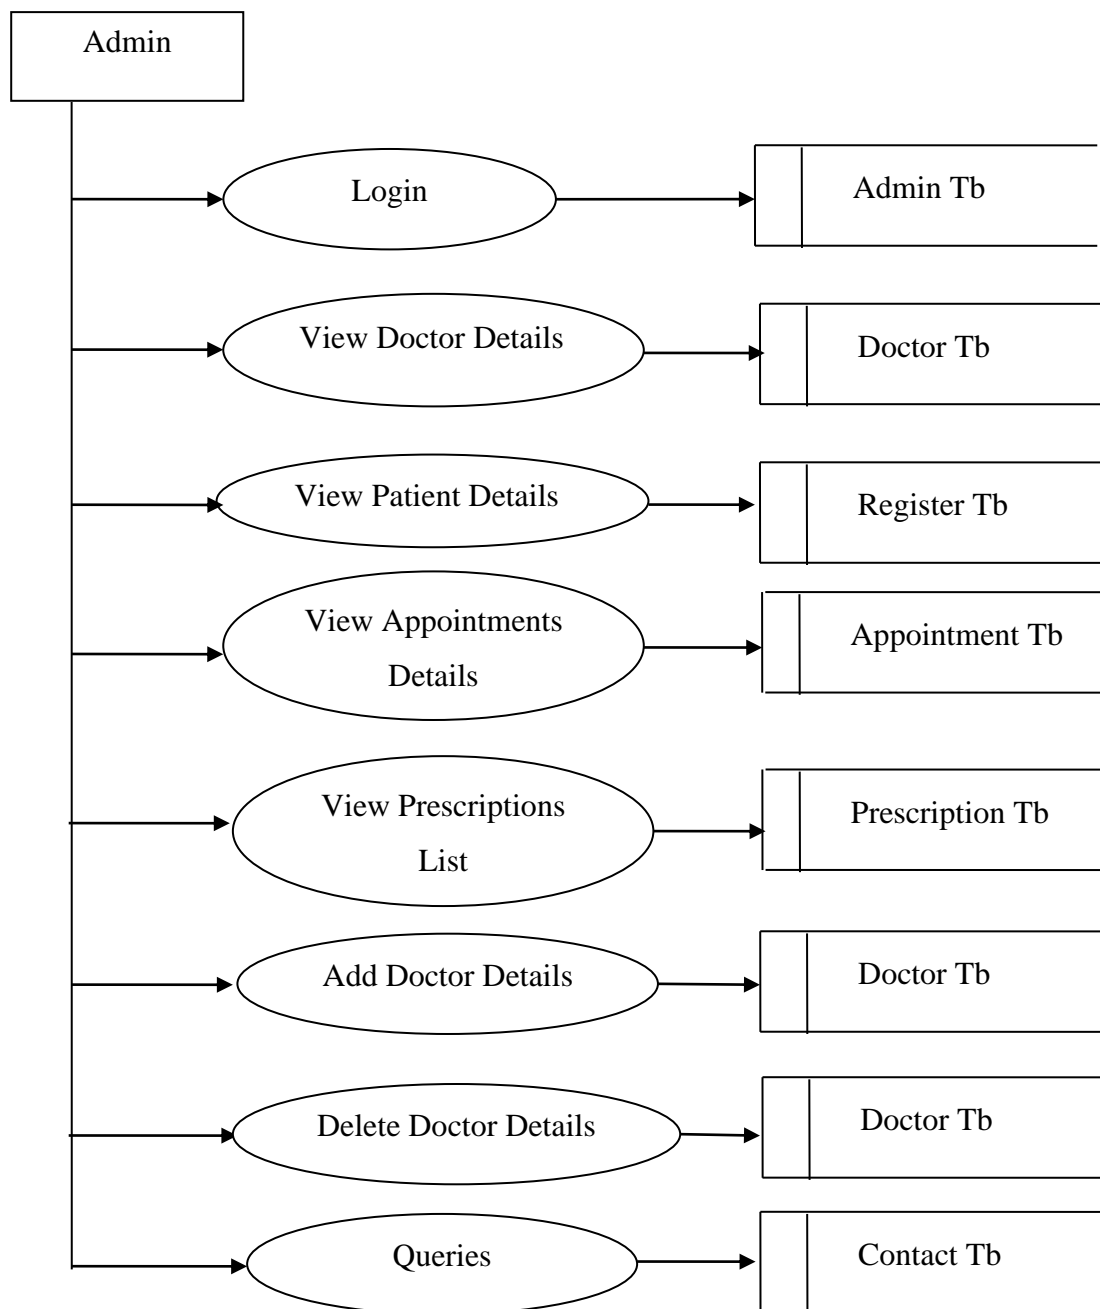 Admin
Login
Admin Tb
View Doctor Details
Doctor Tb
View Patient Details
Register Tb
View Appointments
Details
Appointment Tb
View Prescriptions
List
Prescription Tb
Add Doctor Details
Doctor Tb
Delete Doctor Details
Doctor Tb
Queries
Contact Tb